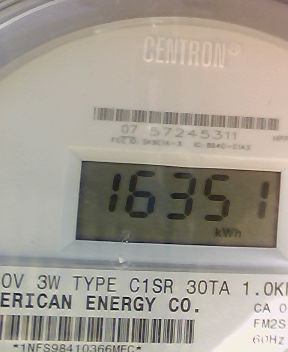 CENTRON®
07 57245311
16351
kWh
0V 3W TYPE C1SR 30TA 1.0K
ERICAN ENERGY CO.
CA 0
FM2S
60Hz
*1NFS98410366MEC*